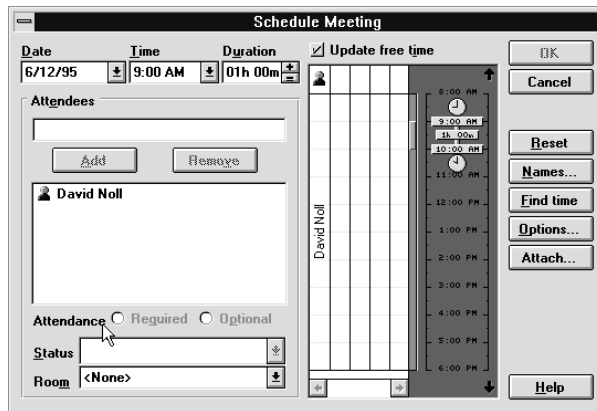 Schedule Meeting
Date Time Duration
6/12/95 9:00 AM 01h 00m
Attendees
Add Remove
David Noll
Attendance Required Optional
Status
Room <None>
Update free time
David Noll
8:00 AM
9:00 AM
1h 00m
10:00 AM
11:00 AM
12:00 PM
1:00 PM
2:00 PM
3:00 PM
4:00 PM
5:00 PM
6:00 PM
OK
Cancel
Reset
Names...
Find time
Options...
Attach...
Help